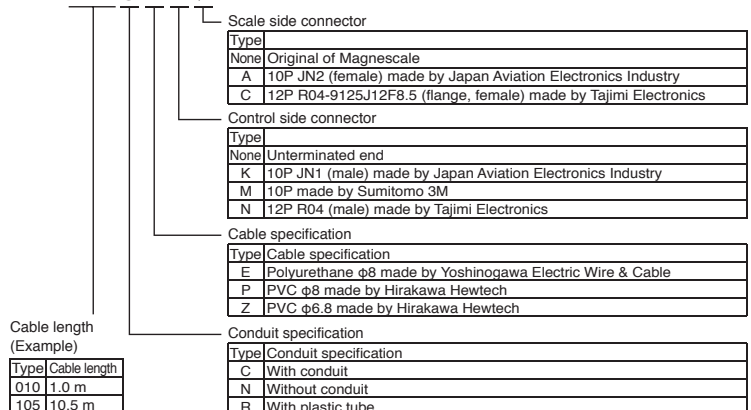 Scale side connector
Type
None Original of Magnescale
A 10P JN2 (female) made by Japan Aviation Electronics Industry
C 12P R04-9125J12F8.5 (flange, female) made by Tajimi Electronics
Control side connector
Type
None Unterminated end
K 10P JN1 (male) made by Japan Aviation Electronics Industry
M 10P made by Sumitomo 3M
N 12P R04 (male) made by Tajimi Electronics
Cable specification
Type Cable specification
E Polyurethane φ8 made by Yoshinogawa Electric Wire & Cable
P PVC φ8 made by Hirakawa Hewtech
Z PVC φ6.8 made by Hirakawa Hewtech
Conduit specification
Type Conduit specification
C With conduit
N Without conduit
R With plastic tube
Cable length
(Example)
Type Cable length
010 1.0 m
105 10.5 m